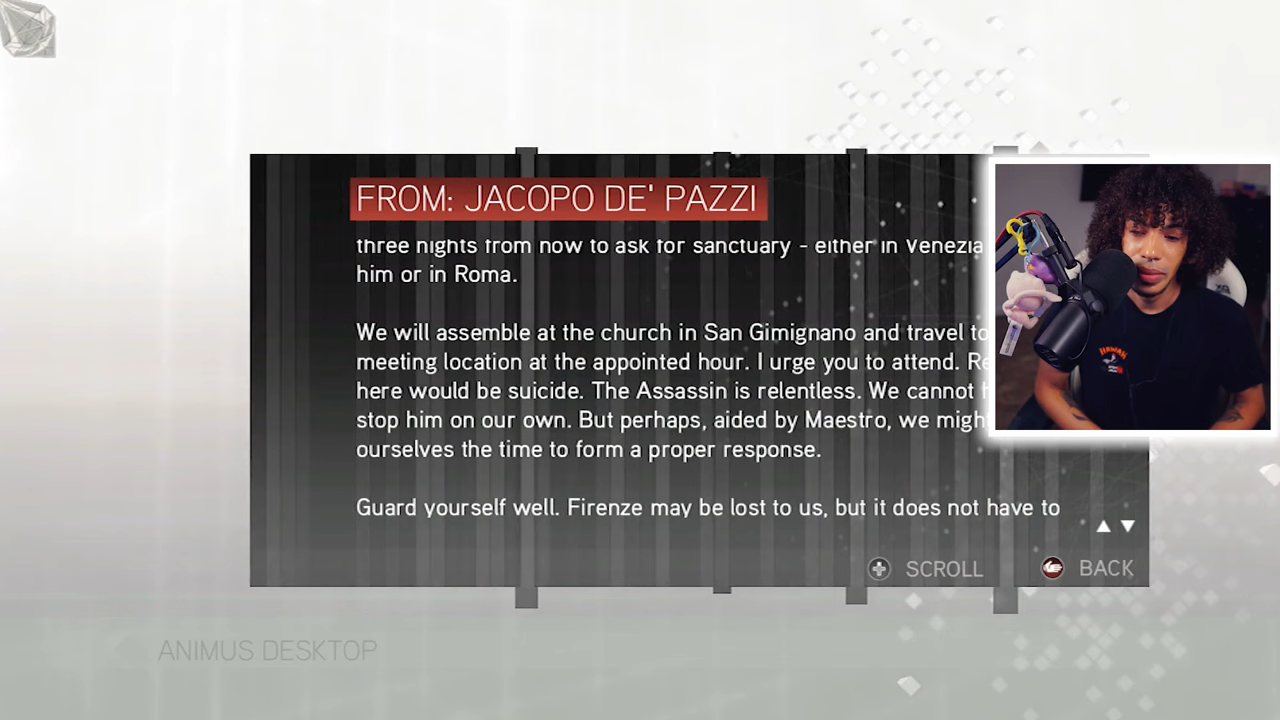 FROM: JACOPO DE' PAZZI
three nights from now to ask for sanctuary - either in Venezia
him or in Roma.
We will assemble at the church in San Gimignano and travel to
meeting location at the appointed hour. I urge you to attend.
here would be suicide. The Assassin is relentless. We cannot
stop him on our own. But perhaps, aided by Maestro, we might
ourselves the time to form a proper response.
Guard yourself well. Firenze may be lost to us, but it does not have to
SCROLL
BACK
ANIMUS DESKTOP